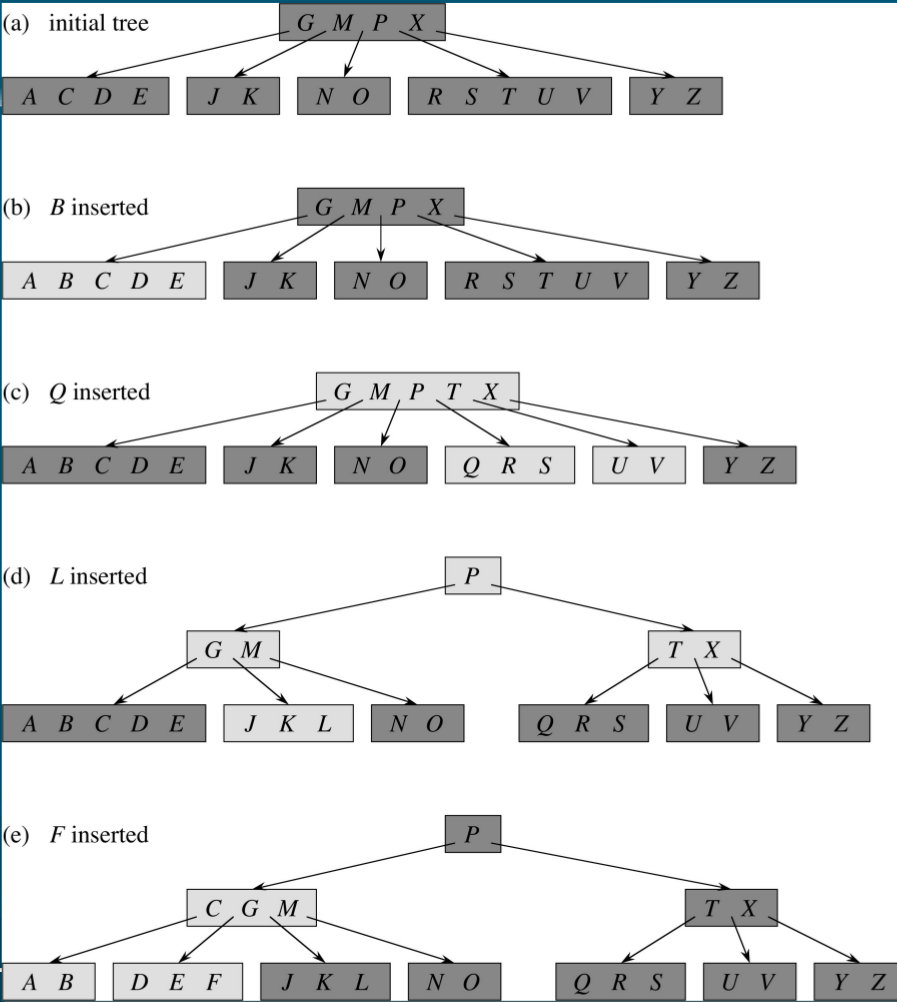 (a) initial tree
G M P X
A C D E J K N O R S T U V Y Z
(b) B inserted
G M P X
A B C D E J K N O R S T U V Y Z
(c) Q inserted
G M P T X
A B C D E J K N O Q R S U V Y Z
(d) L inserted
P
G M T X
A B C D E J K L N O Q R S U V Y Z
(e) F inserted
P
C G M T X
A B D E F J K L N O Q R S U V Y Z